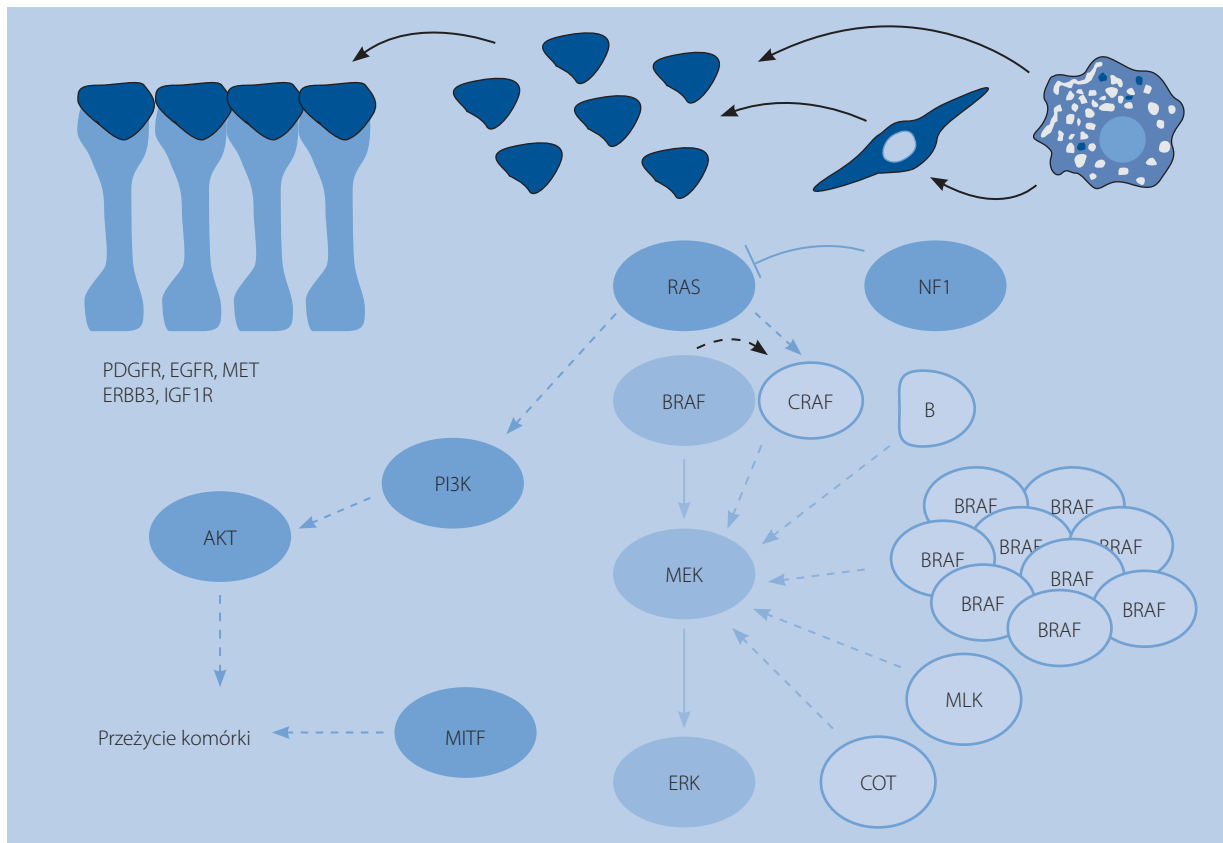 RAS
NF1
PDGFR, EGFR, MET
ERBB3, IGF1R
BRAF
CRAF
B
PI3K
AKT
MEK
BRAF
BRAF
BRAF
BRAF
BRAF
BRAF
BRAF
BRAF
BRAF
MLK
Przeżycie komórki
MITF
ERK
COT